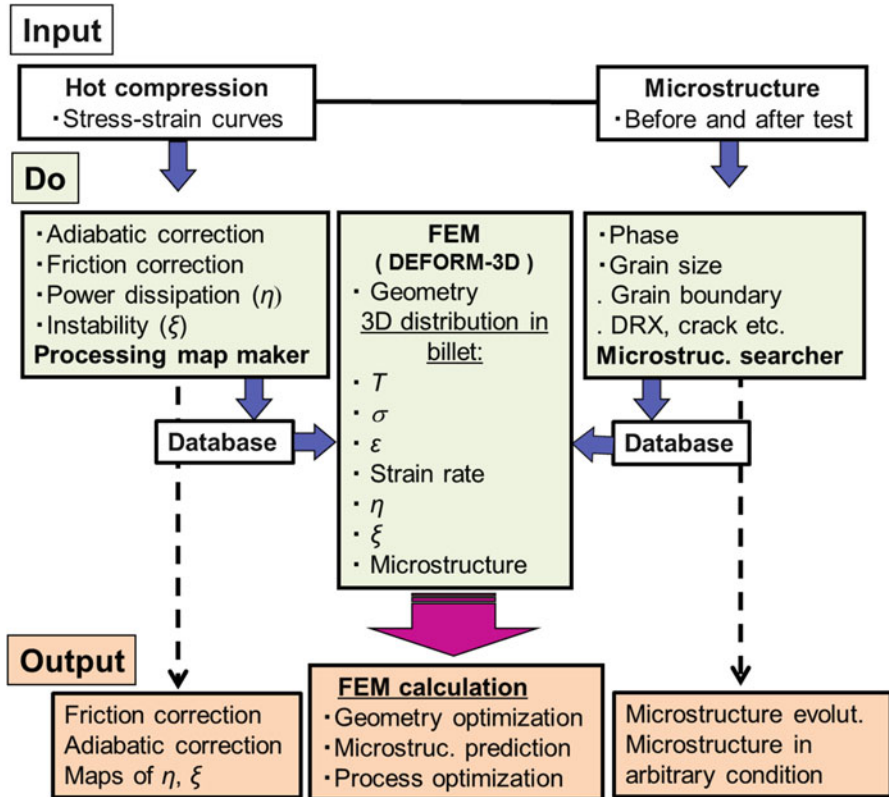 Input
Hot compression
・Stress-strain curves
Microstructure
・Before and after test
Do
・Adiabatic correction
・Friction correction
・Power dissipation (η)
・Instability (ξ)
Processing map maker
Database
FEM
( DEFORM-3D )
・ Geometry
3D distribution in
billet:
・ T
・ σ
・ ε
・ Strain rate
・ η
・ ξ
・ Microstructure
・Phase
・Grain size
. Grain boundary
. DRX, crack etc.
Microstruc. searcher
Database
Output
Friction correction
Adiabatic correction
Maps of η, ξ
FEM calculation
・Geometry optimization
・Microstruc. prediction
・Process optimization
Microstructure evolut.
Microstructure in
arbitrary condition